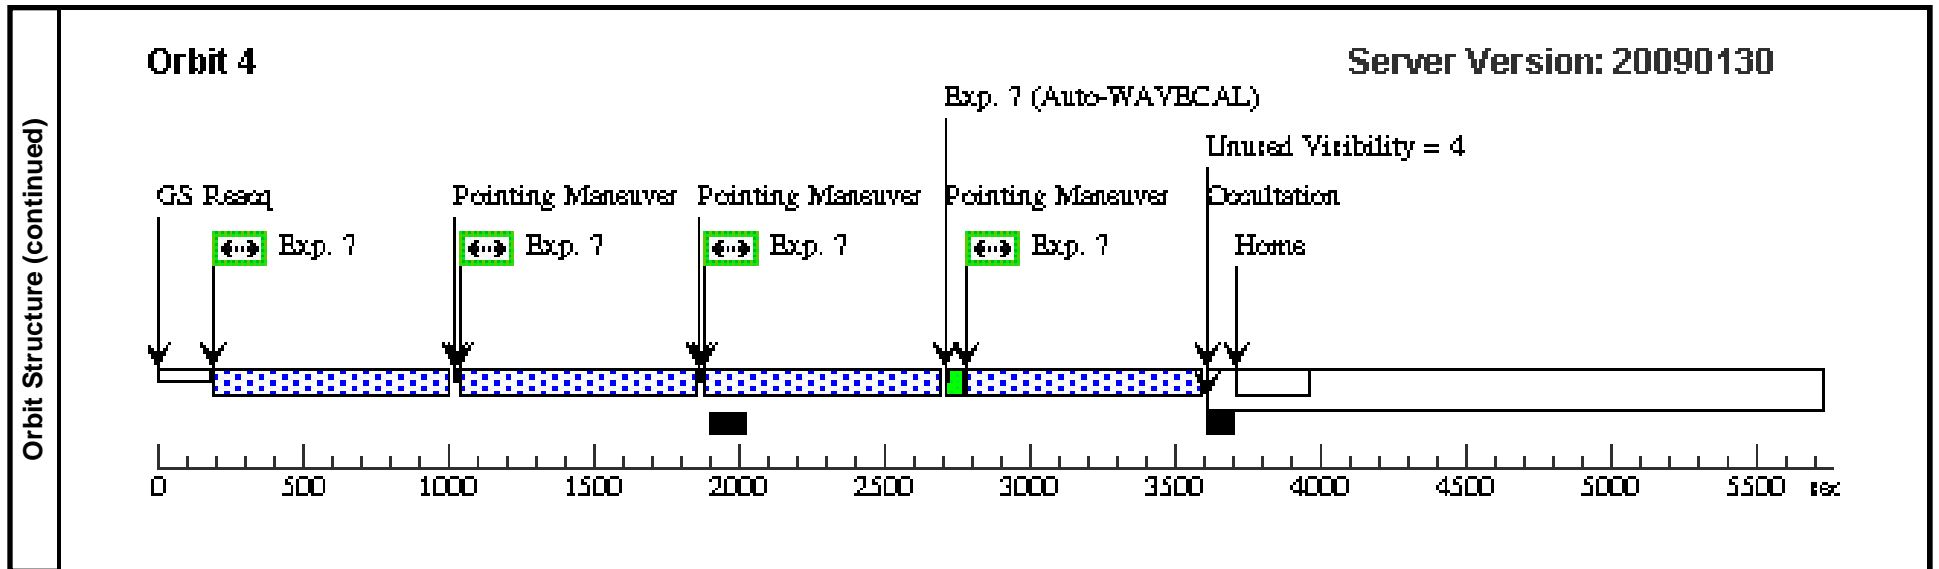 Orbit Structure (continued)
Orbit 4
Server Version: 20090130
Exp. 7 (Auto-WAVECAL)
Unused Visibility = 4
GS Reacq
Pointing Maneuver
Pointing Maneuver
Pointing Maneuver
Occultation
Exp. 7
Exp. 7
Exp. 7
Exp. 7
Home
0 500 1000 1500 2000 2500 3000 3500 4000 4500 5000 5500 sec